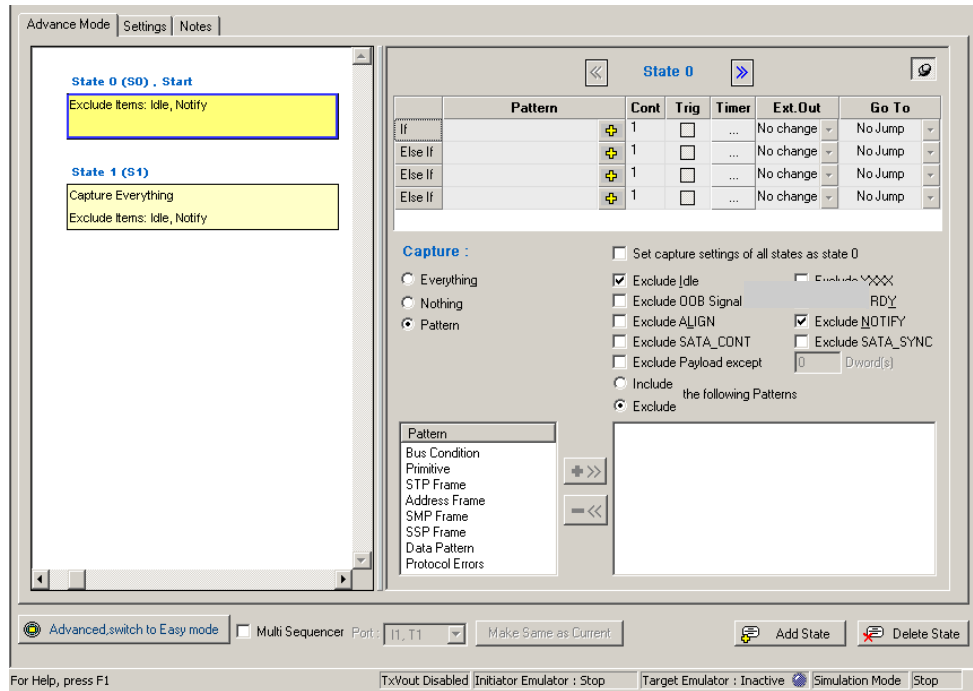 Advance Mode Settings Notes
State 0 (S0) , Start
Exclude Items: Idle, Notify
State 1 (S1)
Capture Everything
Exclude Items: Idle, Notify
State 0
Pattern Cont Trig Timer Ext.Out Go To
If 1 ... No change No Jump
Else If 1 ... No change No Jump
Else If 1 ... No change No Jump
Else If 1 ... No change No Jump
Capture :
Everything
Nothing
Pattern
Set capture settings of all states as state 0
Exclude Idle
Exclude OOB Signal RDY
Exclude ALIGN Exclude NOTIFY
Exclude SATA_CONT Exclude SATA_SYNC
Exclude Payload except 0 Dword(s)
Include
the following Patterns
Exclude
Pattern
Bus Condition
Primitive
STP Frame
Address Frame
SMP Frame
SSP Frame
Data Pattern
Protocol Errors
Advanced,switch to Easy mode Multi Sequencer Port : I1, T1 Make Same as Current Add State Delete State
For Help, press F1 TxVout Disabled Initiator Emulator : Stop Target Emulator : Inactive Simulation Mode Stop